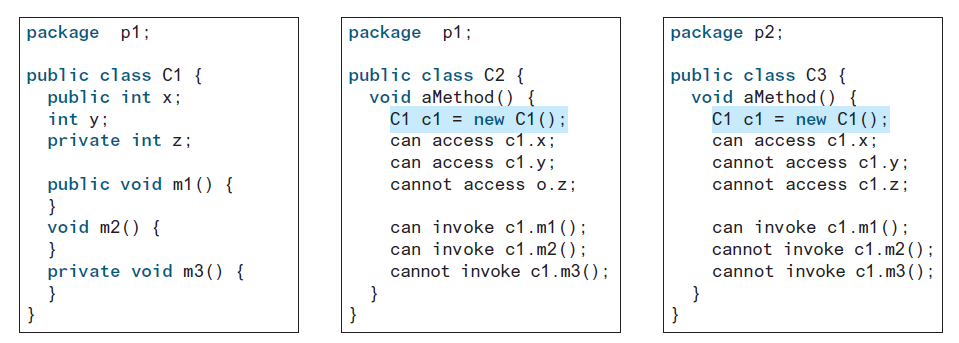 package p1;
public class C1 {
public int x;
int y;
private int z;
public void m1() {
}
void m2() {
}
private void m3() {
}
}
package p1;
public class C2 {
void aMethod() {
C1 c1 = new C1();
can access c1.x;
can access c1.y;
cannot access o.z;
can invoke c1.m1();
can invoke c1.m2();
cannot invoke c1.m3();
}
}
package p2;
public class C3 {
void aMethod() {
C1 c1 = new C1();
can access c1.x;
cannot access c1.y;
cannot access c1.z;
can invoke c1.m1();
cannot invoke c1.m2();
cannot invoke c1.m3();
}
}